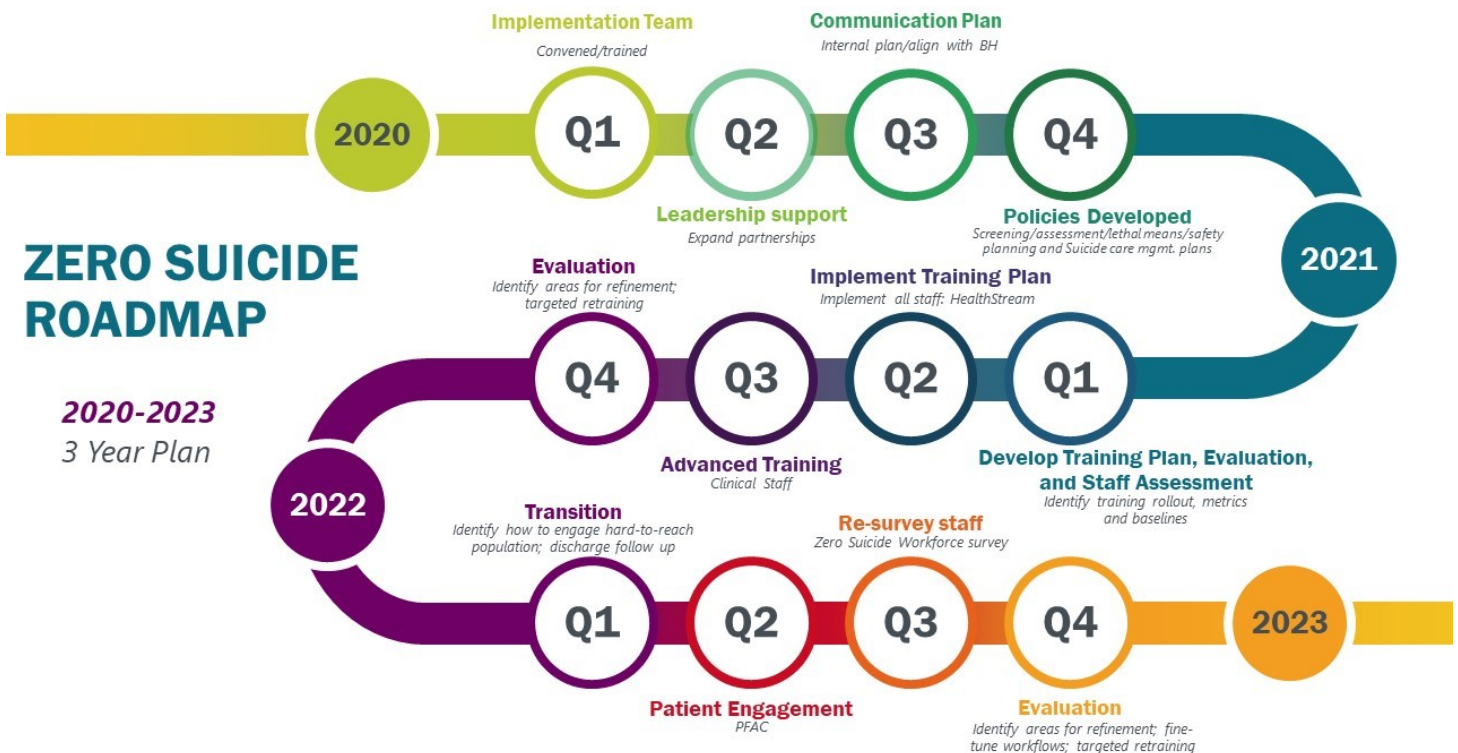 ZERO SUICIDE
ROADMAP
2020-2023
3 Year Plan
2020
Implementation Team
Convened/trained
Q1
Q2
Leadership support
Expand partnerships
Communication Plan
Internal plan/align with BH
Q3
Q4
Policies Developed
Screening/assessment/lethal means/safety
planning and Suicide care mgmt. plans
2021
Q1
Develop Training Plan, Evaluation,
and Staff Assessment
Identify training rollout, metrics
and baselines
Implement Training Plan
Implement all staff: HealthStream
Q2
Q3
Advanced Training
Clinical Staff
Evaluation
Identify areas for refinement;
targeted retraining
Q4
2022
Transition
Identify how to engage hard-to-reach
population; discharge follow up
Q1
Q2
Patient Engagement
PFAC
Re-survey staff
Zero Suicide Workforce survey
Q3
Q4
Evaluation
Identify areas for refinement; fine-
tune workflows; targeted retraining
2023